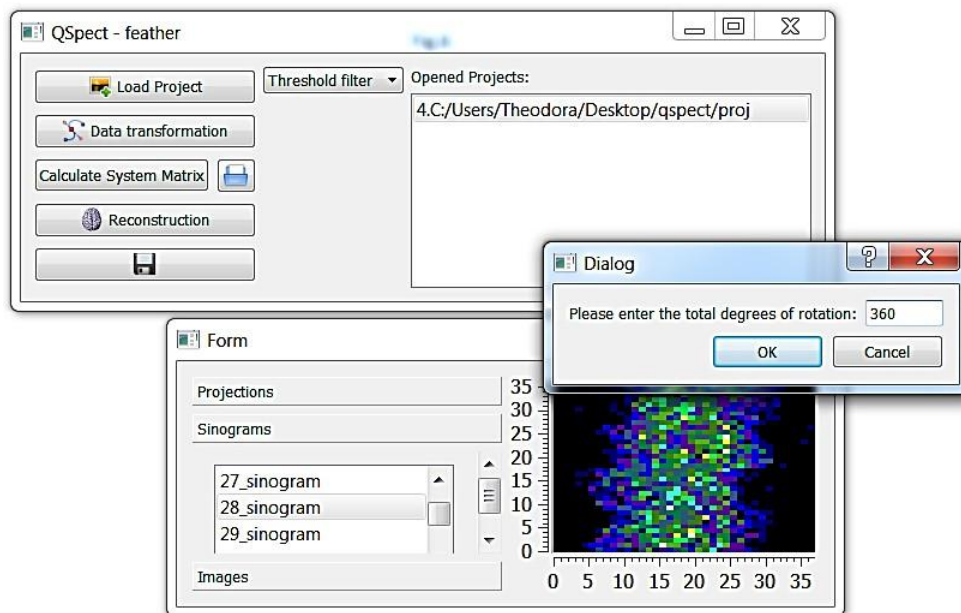 QSpect - feather
Load Project
Threshold filter
Opened Projects:
4.C:/Users/Theodora/Desktop/qspect/proj
Data transformation
Calculate System Matrix
Reconstruction
Dialog
Please enter the total degrees of rotation: 360
OK Cancel
Form
Projections
Sinograms
27_sinogram
28_sinogram
29_sinogram
Images
35
30
25
20
15
10
5
0
0 5 10 15 20 25 30 35